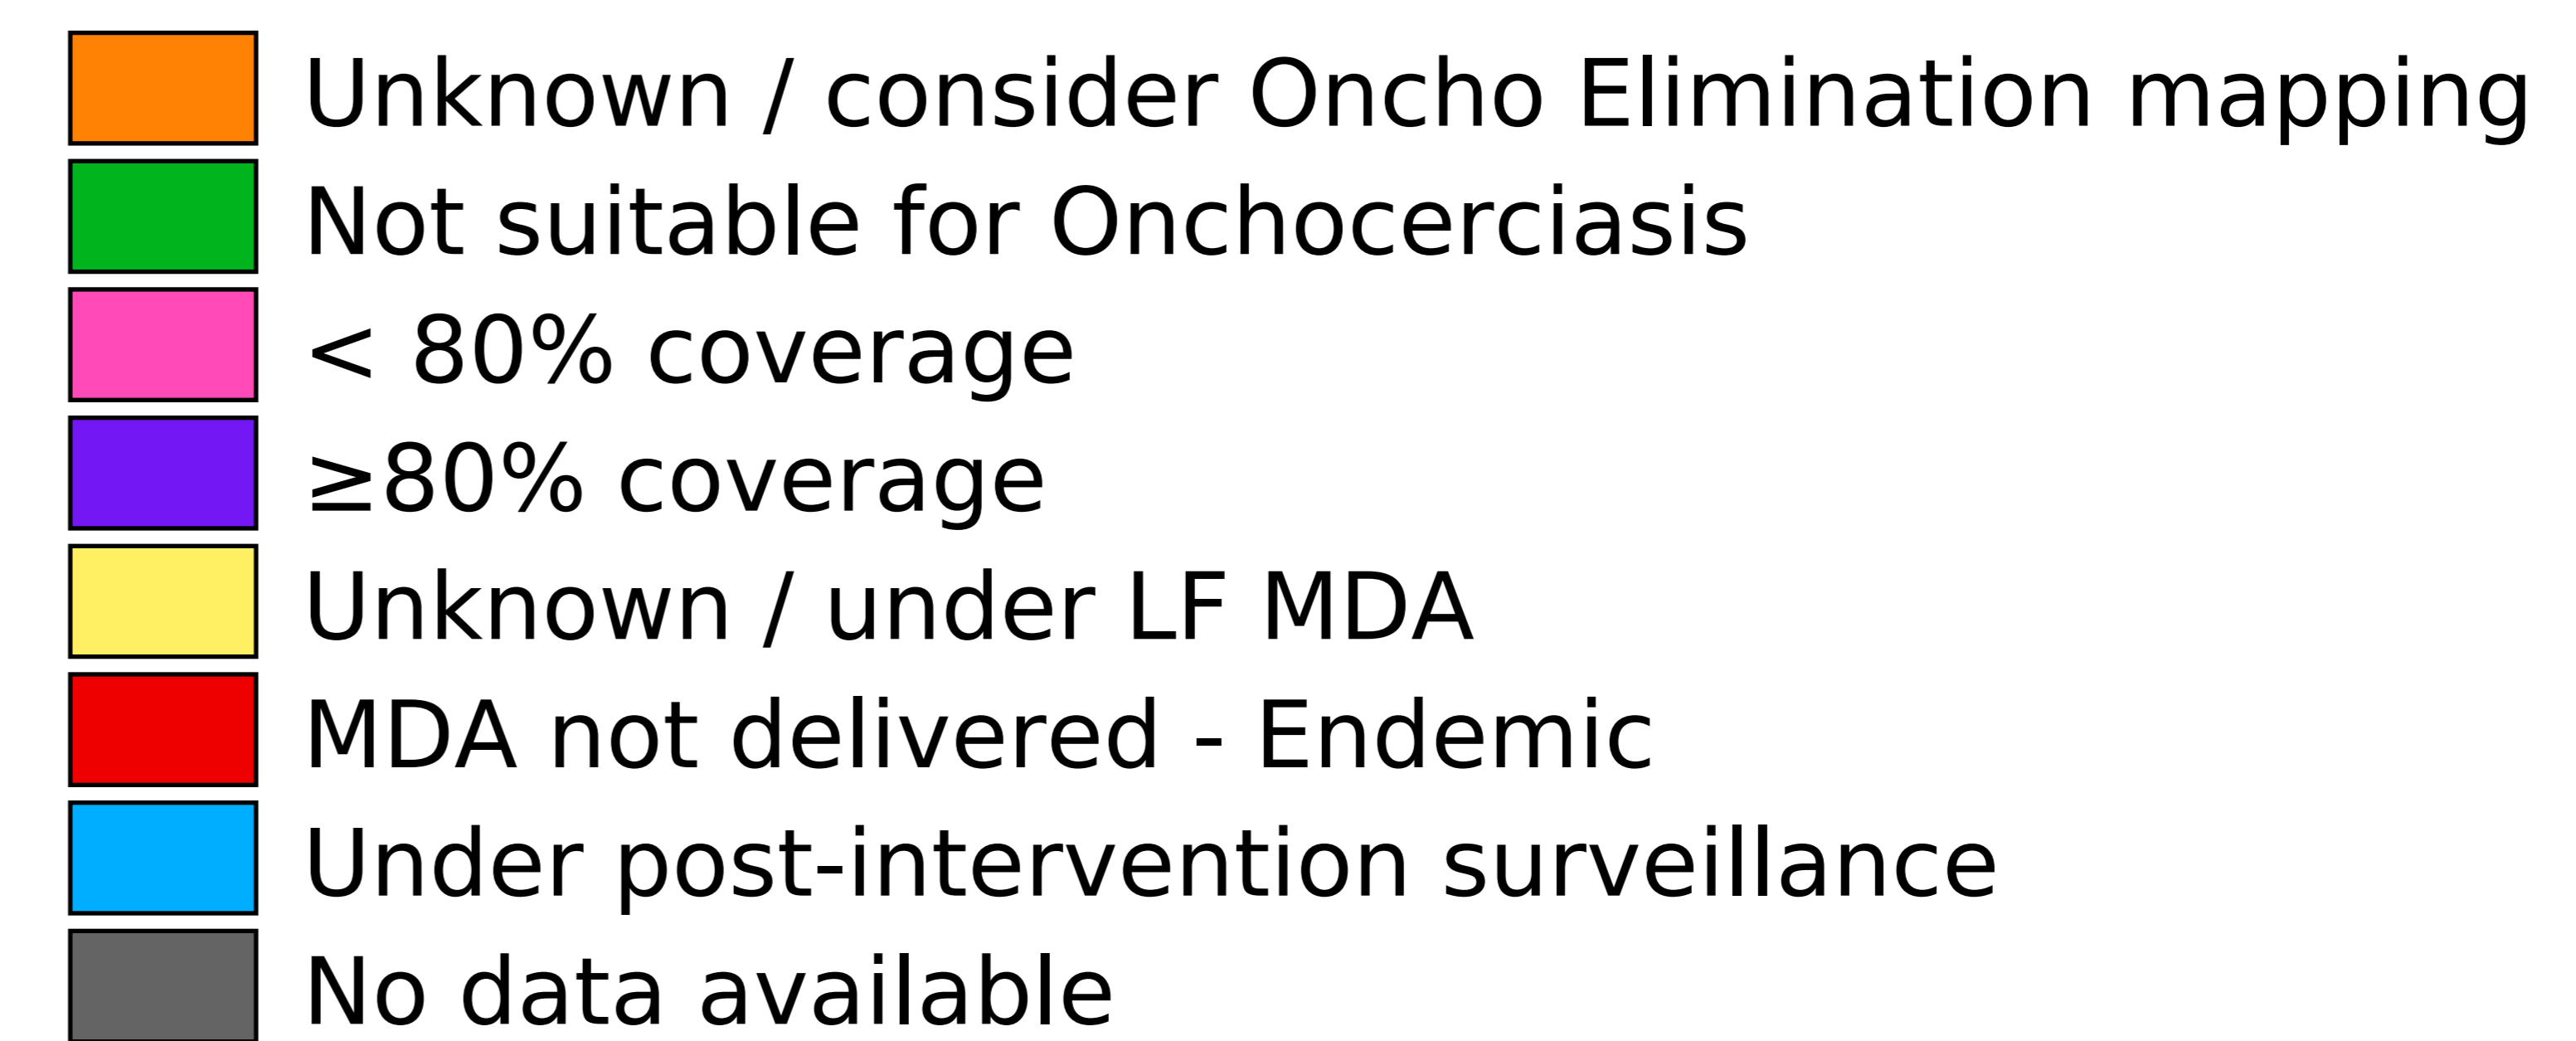 Unknown / consider Oncho Elimination mapping
Not suitable for Onchocerciasis
< 80% coverage
≥80% coverage
Unknown / under LF MDA
MDA not delivered - Endemic
Under post-intervention surveillance
No data available